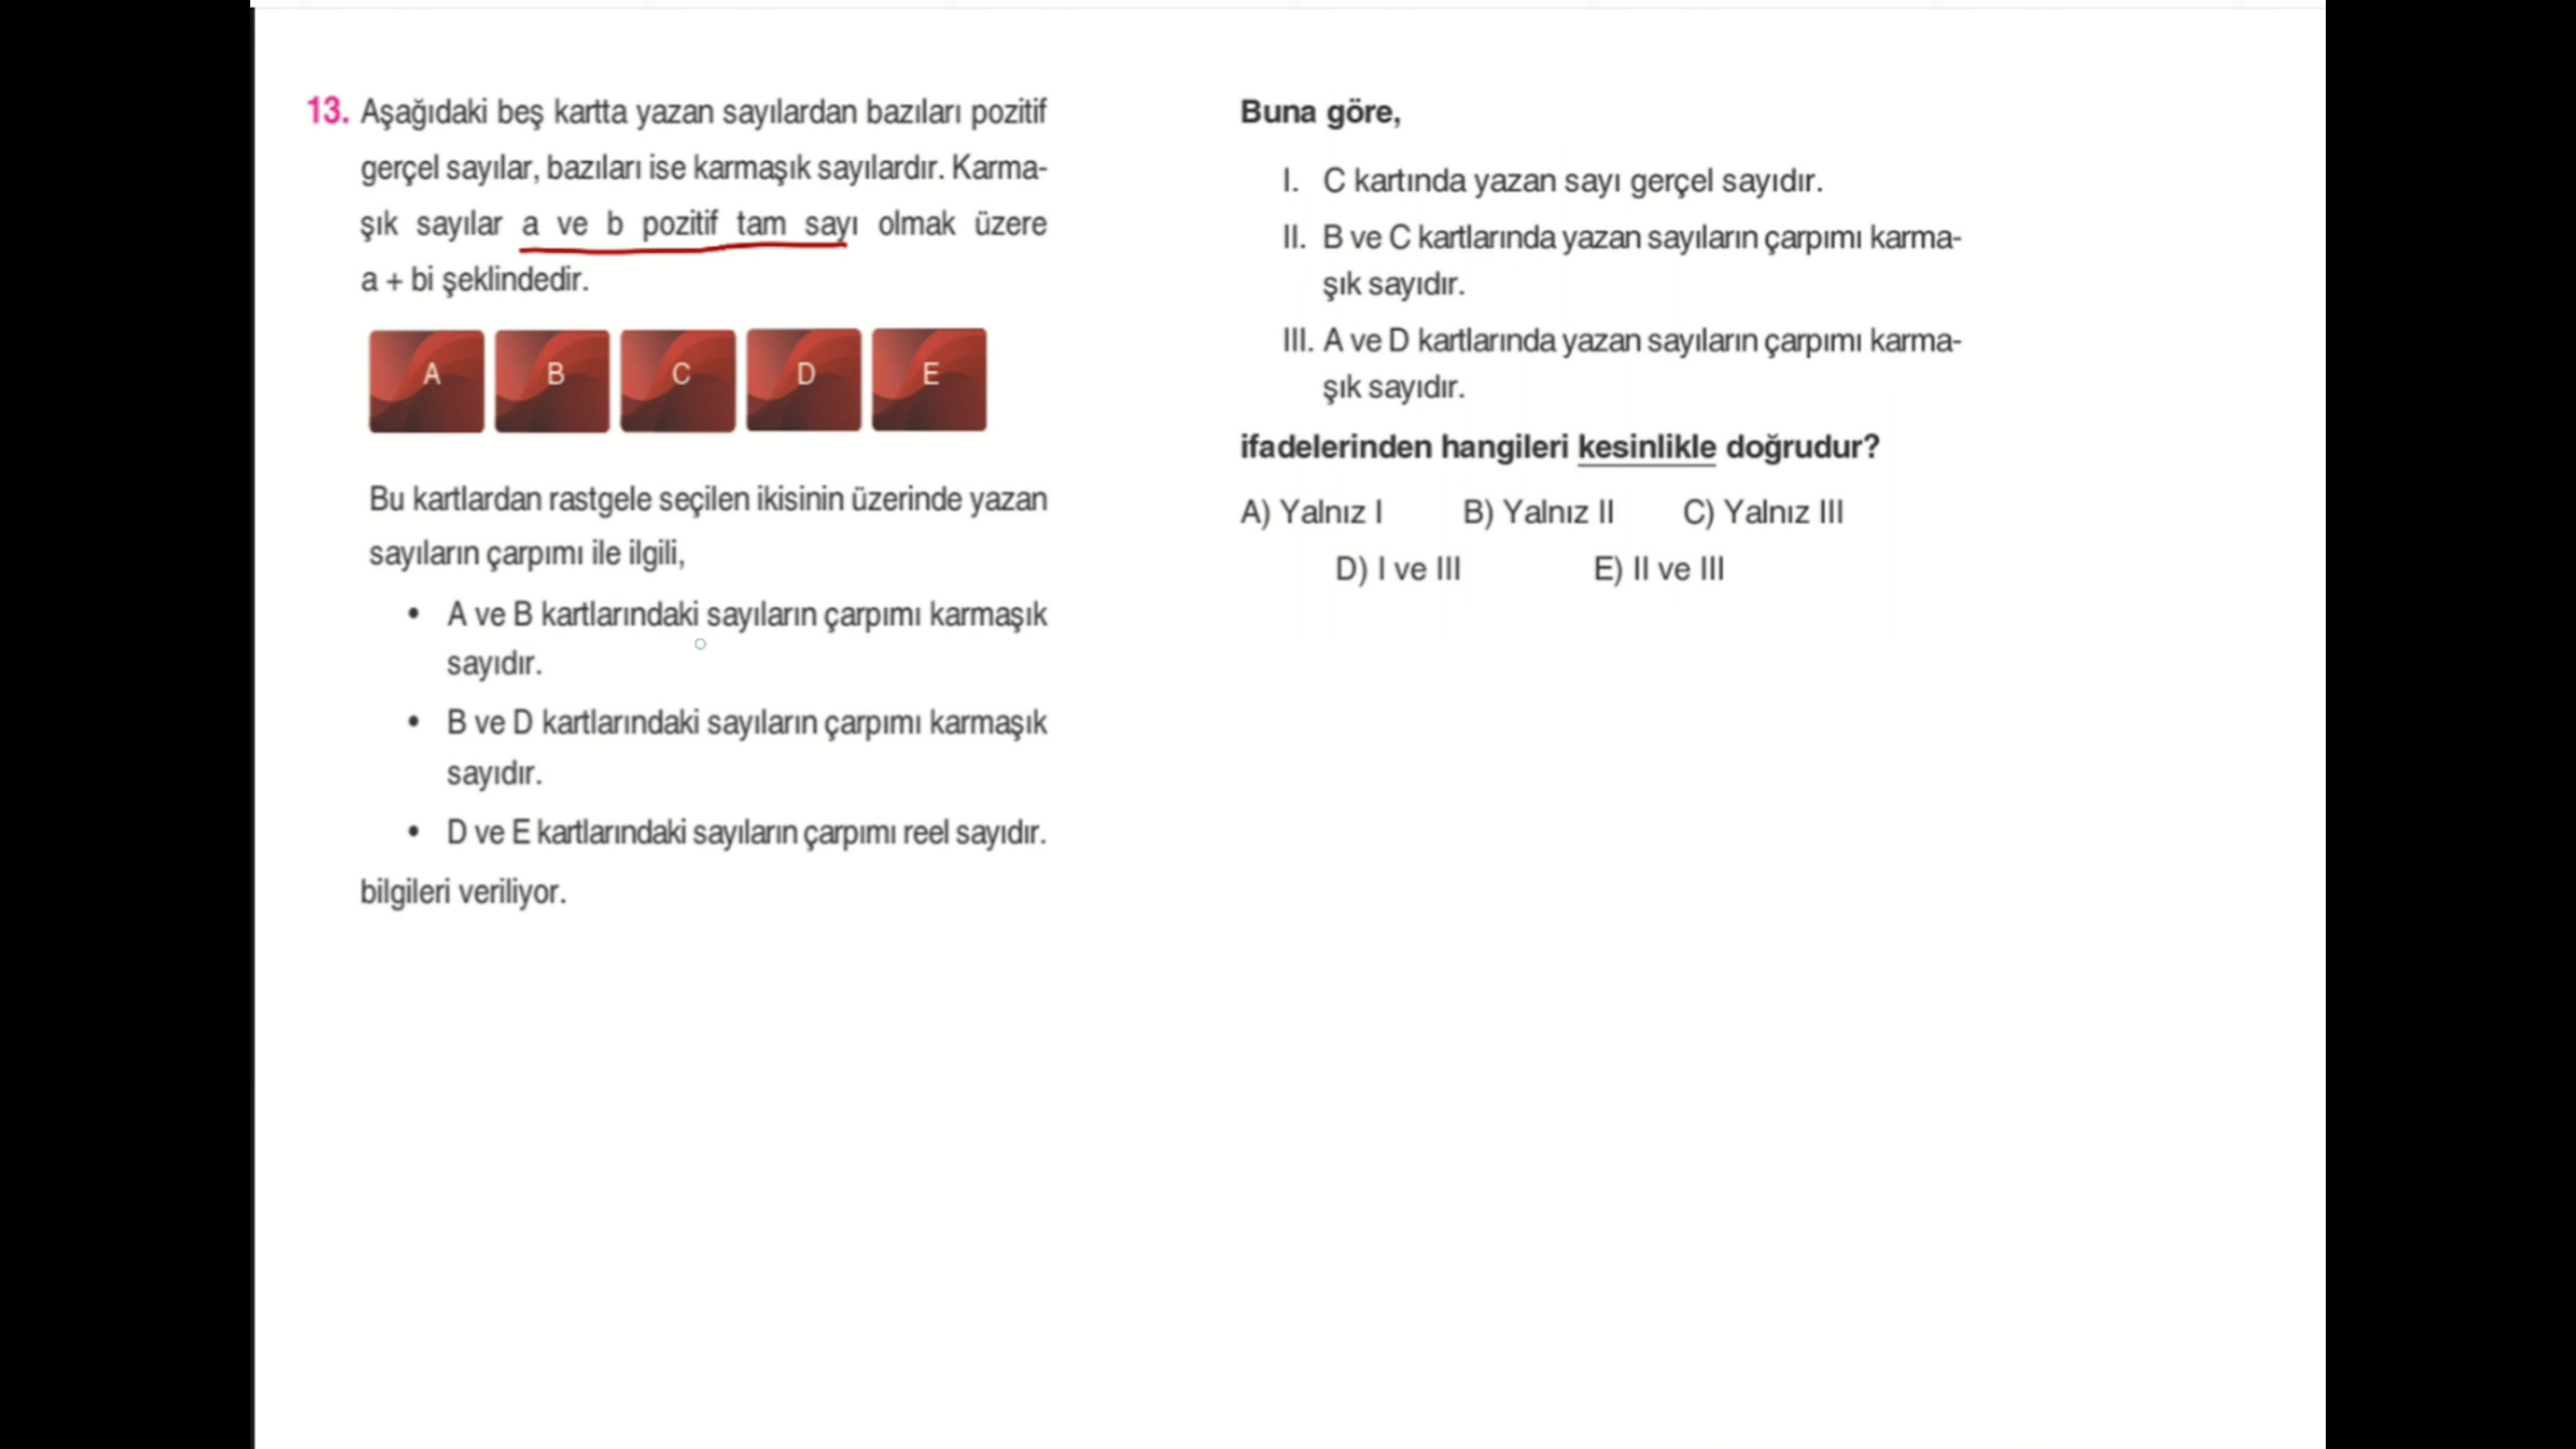 13. Aşağıdaki beş kartta yazan sayılardan bazıları pozitif
gerçel sayılar, bazıları ise karmaşık sayılardır. Karma-
şık sayılar a ve b pozitif tam sayı olmak üzere
a + bi şeklindedir.
A B C D E
Bu kartlardan rastgele seçilen ikisinin üzerinde yazan
sayıların çarpımı ile ilgili,
• A ve B kartlarındaki sayıların çarpımı karmaşık
sayıdır.
• B ve D kartlarındaki sayıların çarpımı karmaşık
sayıdır.
• D ve E kartlarındaki sayıların çarpımı reel sayıdır.
bilgileri veriliyor.
Buna göre,
I. C kartında yazan sayı gerçel sayıdır.
II. B ve C kartlarında yazan sayıların çarpımı karma-
şık sayıdır.
III. A ve D kartlarında yazan sayıların çarpımı karma-
şık sayıdır.
ifadelerinden hangileri kesinlikle doğrudur?
A) Yalnız I B) Yalnız II C) Yalnız III
D) I ve III E) II ve III